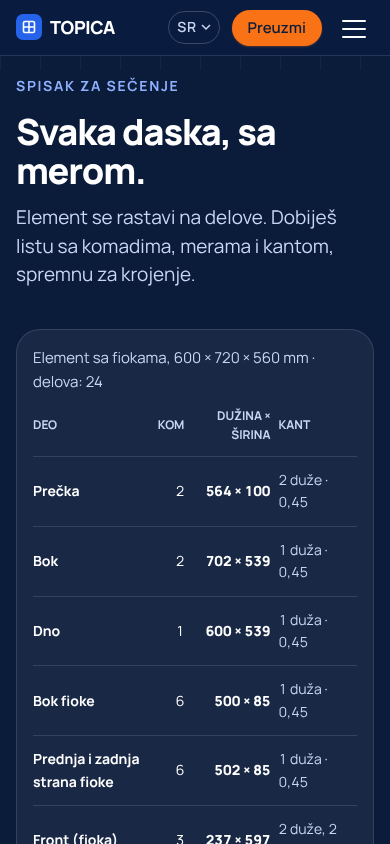 TOPICA
SR
Preuzmi
SPISAK ZA SEČENJE
Svaka daska, sa
merom.
Element se rastavi na delove. Dobiješ
listu sa komadima, merama i kantom,
spremnu za krojenje.
Element sa fiokama, 600 × 720 × 560 mm ·
delova: 24
DEO KOM DUŽINA × ŠIRINA KANT
Prečka 2 564 × 100 2 duže · 0,45
Bok 2 702 × 539 1 duža · 0,45
Dno 1 600 × 539 1 duža · 0,45
Bok fioke 6 500 × 85 1 duža · 0,45
Prednja i zadnja strana fioke 6 502 × 85 1 duža · 0,45
Front (fioka) 3 237 × 597 2 duže, 2